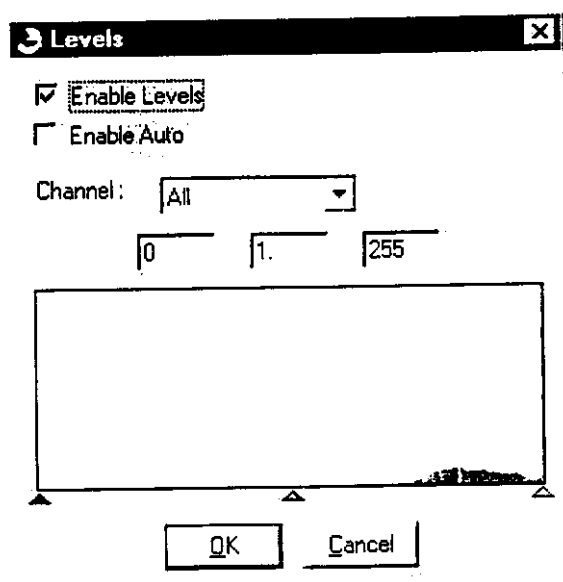 Levels
Enable Levels
Enable Auto
Channel: All
0 1. 255
OK Cancel